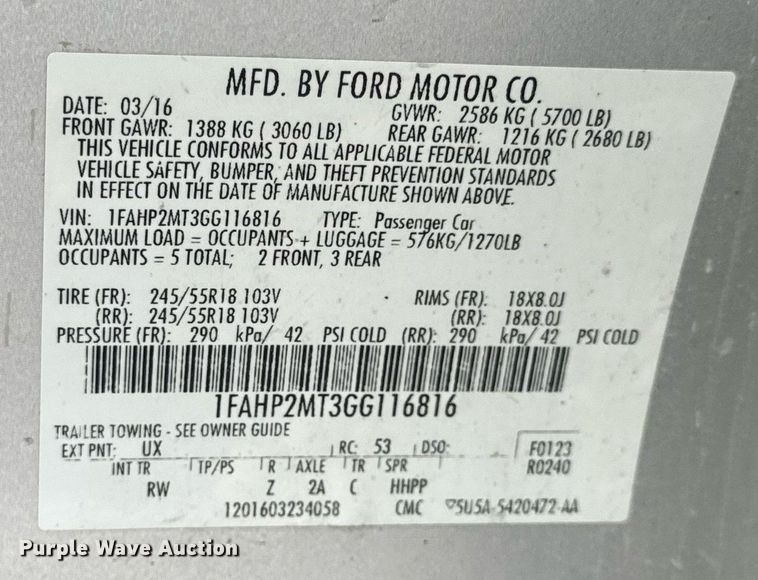 MFD. BY FORD MOTOR CO.
DATE: 03/16 GVWR: 2586 KG ( 5700 LB)
FRONT GAWR: 1388 KG ( 3060 LB) REAR GAWR: 1216 KG ( 2680 LB)
THIS VEHICLE CONFORMS TO ALL APPLICABLE FEDERAL MOTOR
VEHICLE SAFETY, BUMPER, AND THEFT PREVENTION STANDARDS
IN EFFECT ON THE DATE OF MANUFACTURE SHOWN ABOVE.
VIN: 1FAHP2MT3GG116816 TYPE: Passenger Car
MAXIMUM LOAD = OCCUPANTS + LUGGAGE = 576KG/1270LB
OCCUPANTS = 5 TOTAL; 2 FRONT, 3 REAR
TIRE (FR): 245/55R18 103V RIMS (FR): 18X8.0J
(RR): 245/55R18 103V (RR): 18X8.0J
PRESSURE (FR): 290 kPa/ 42 PSI COLD (RR): 290 kPa/ 42 PSI COLD
1FAHP2MT3GG116816
TRAILER TOWING - SEE OWNER GUIDE
EXT PNT: UX RC: 53 DSO: F0123
INT TR TP/PS R AXLE TR SPR R0240
RW Z 2A C HHPP
1201603234058 CMC 5U5A-5420472-AA
Purple Wave Auction